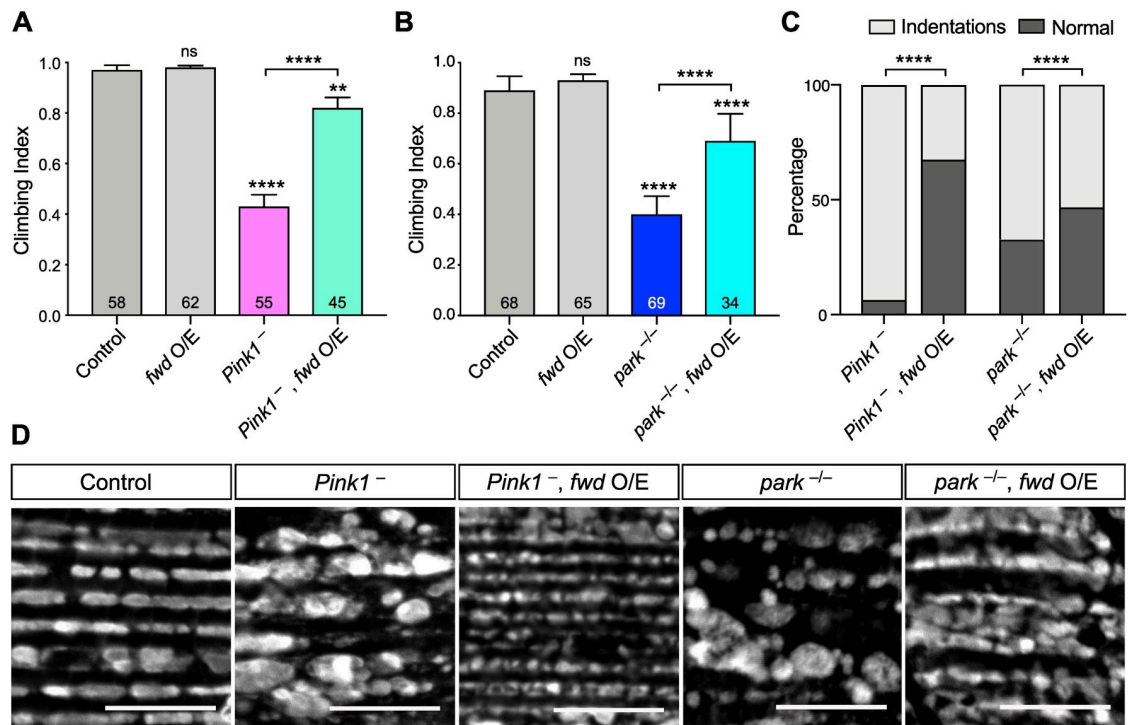 A
B
C
Indentations Normal
ns
****
**
****
1.0
0.8
0.6
0.4
0.2
0.0
Climbing Index
58 62 55 45
Control
fwd O/E
Pink1 –
Pink1 –, fwd O/E
ns
****
****
****
1.0
0.8
0.6
0.4
0.2
0.0
Climbing Index
68 65 69 34
Control
fwd O/E
park –/–
park –/–, fwd O/E
**** ****
100
50
0
Percentage
Pink1 –
Pink1 –, fwd O/E
park –/–
park –/–, fwd O/E
D
Control Pink1 – Pink1 –, fwd O/E park –/– park –/–, fwd O/E